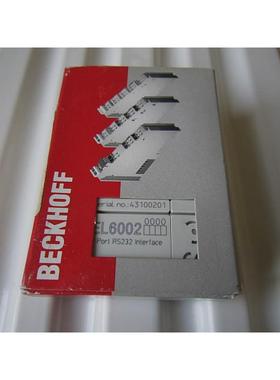 BECKHOFF
erial no.:43100201
EL6002
0000
Port RS232 Interface